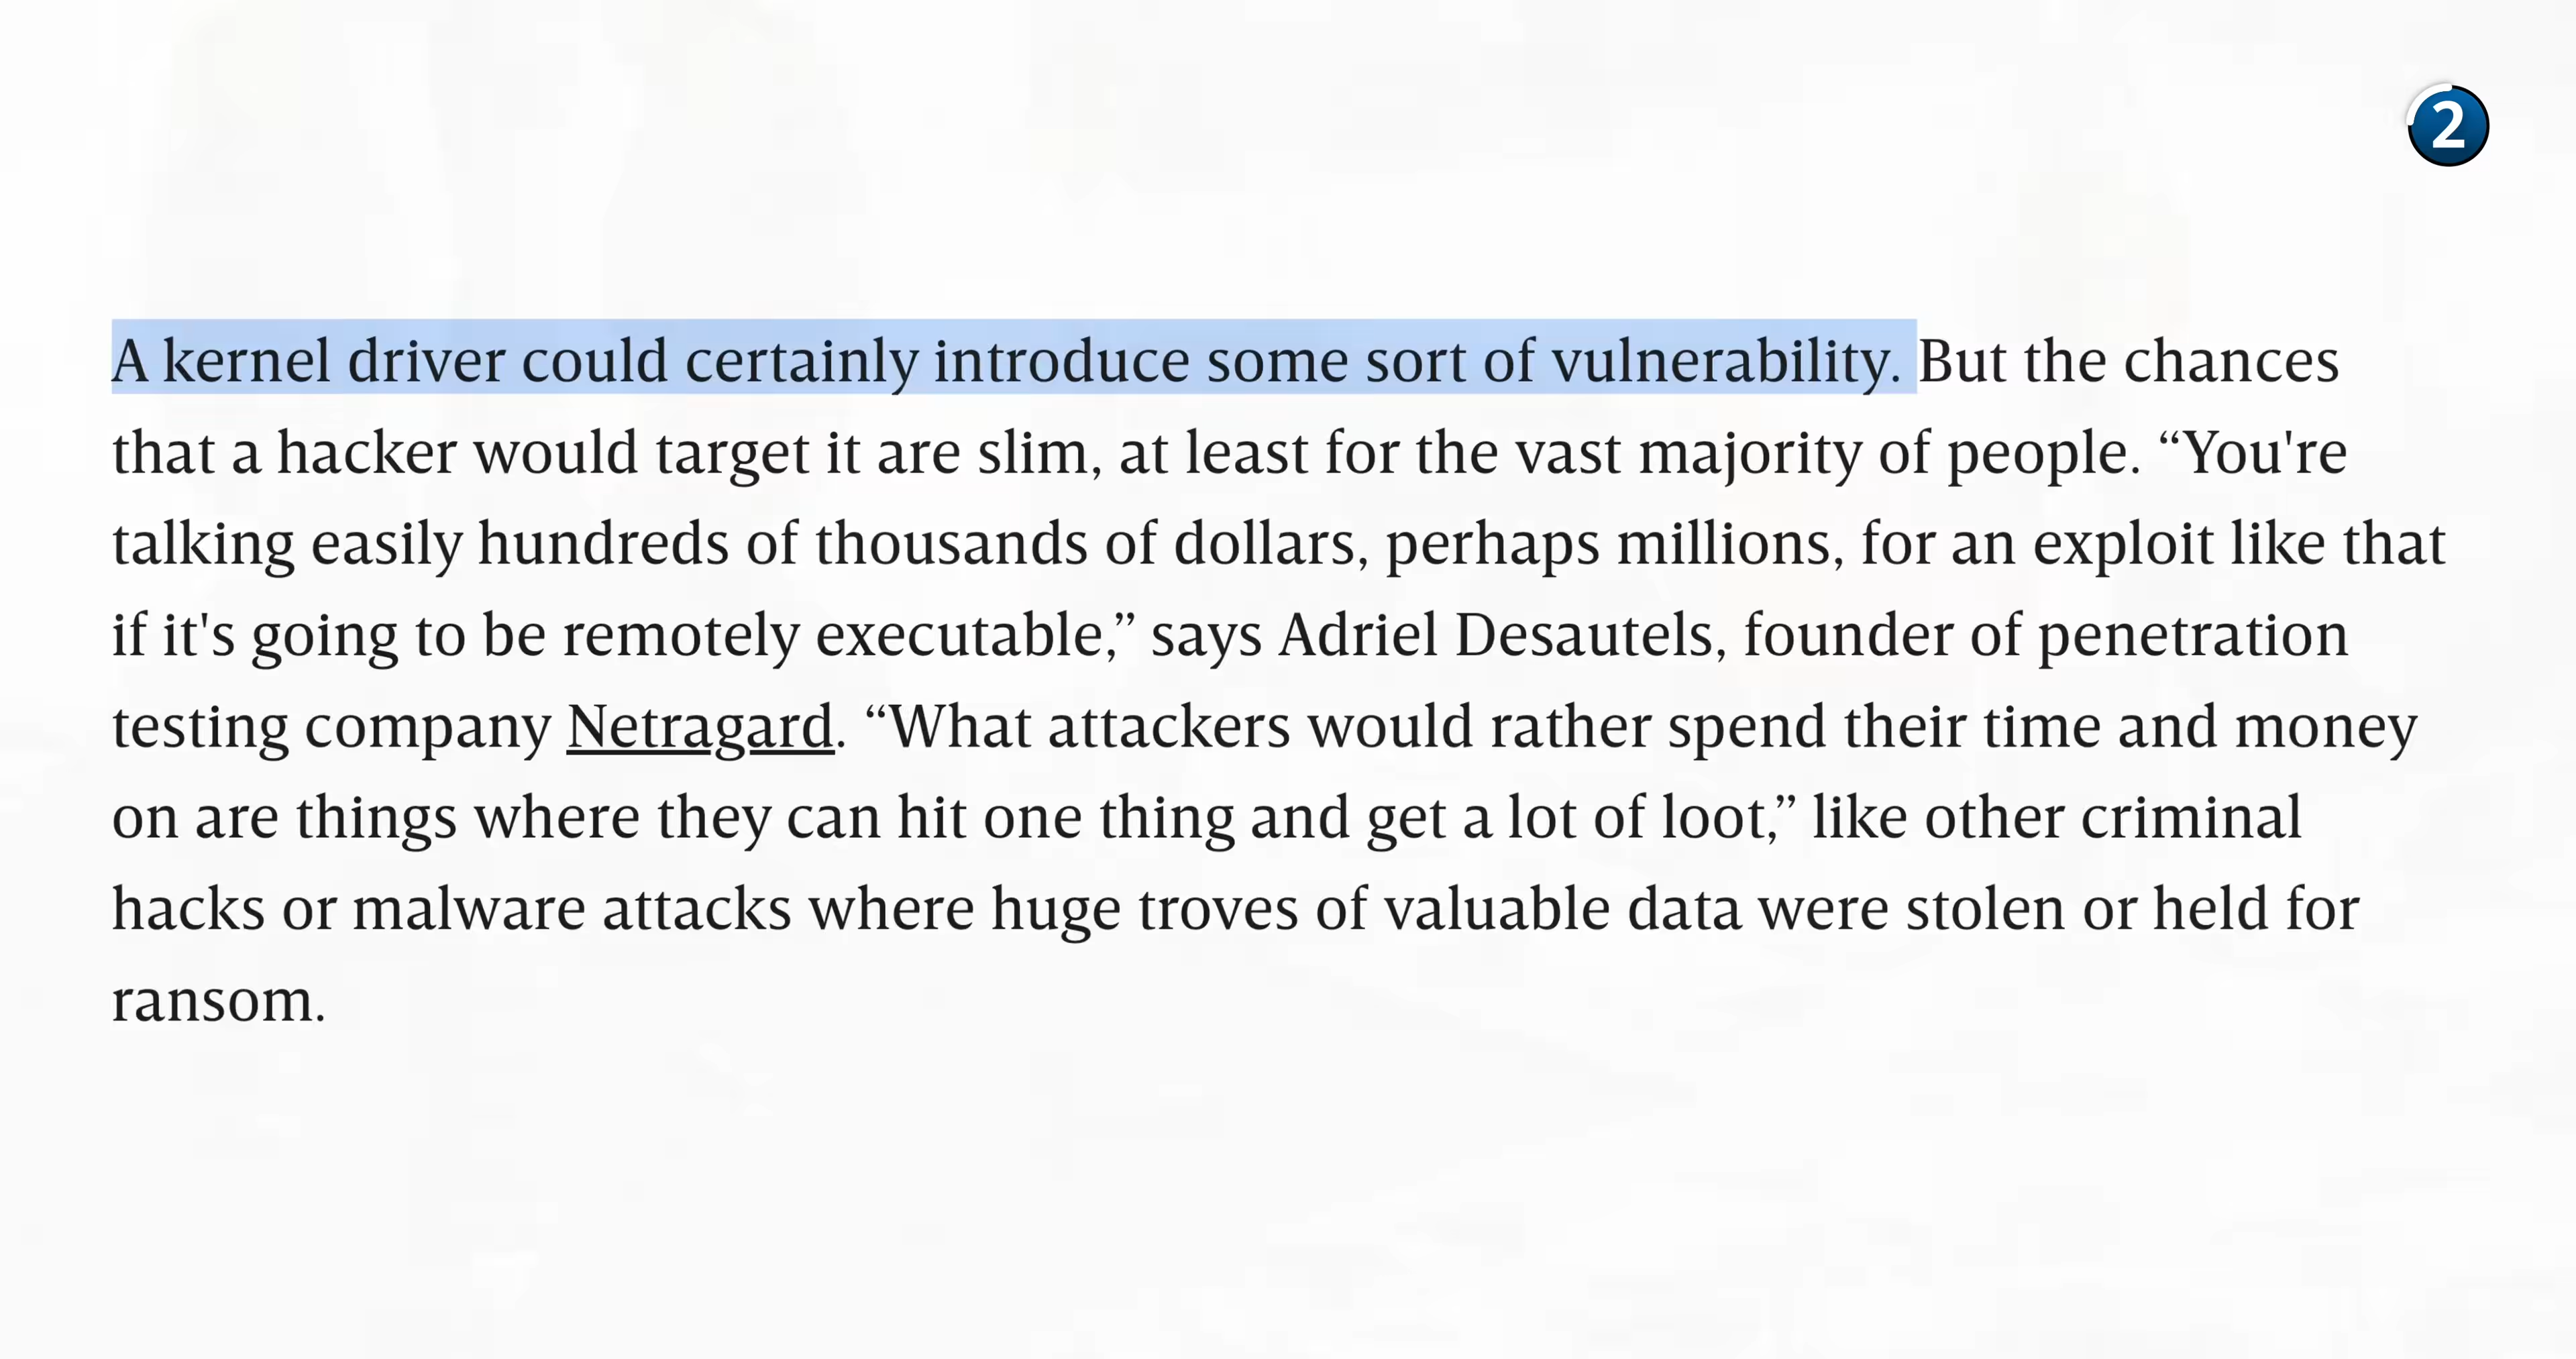 2
A kernel driver could certainly introduce some sort of vulnerability. But the chances
that a hacker would target it are slim, at least for the vast majority of people. “You're
talking easily hundreds of thousands of dollars, perhaps millions, for an exploit like that
if it's going to be remotely executable,” says Adriel Desautels, founder of penetration
testing company Netragard. “What attackers would rather spend their time and money
on are things where they can hit one thing and get a lot of loot,” like other criminal
hacks or malware attacks where huge troves of valuable data were stolen or held for
ransom.